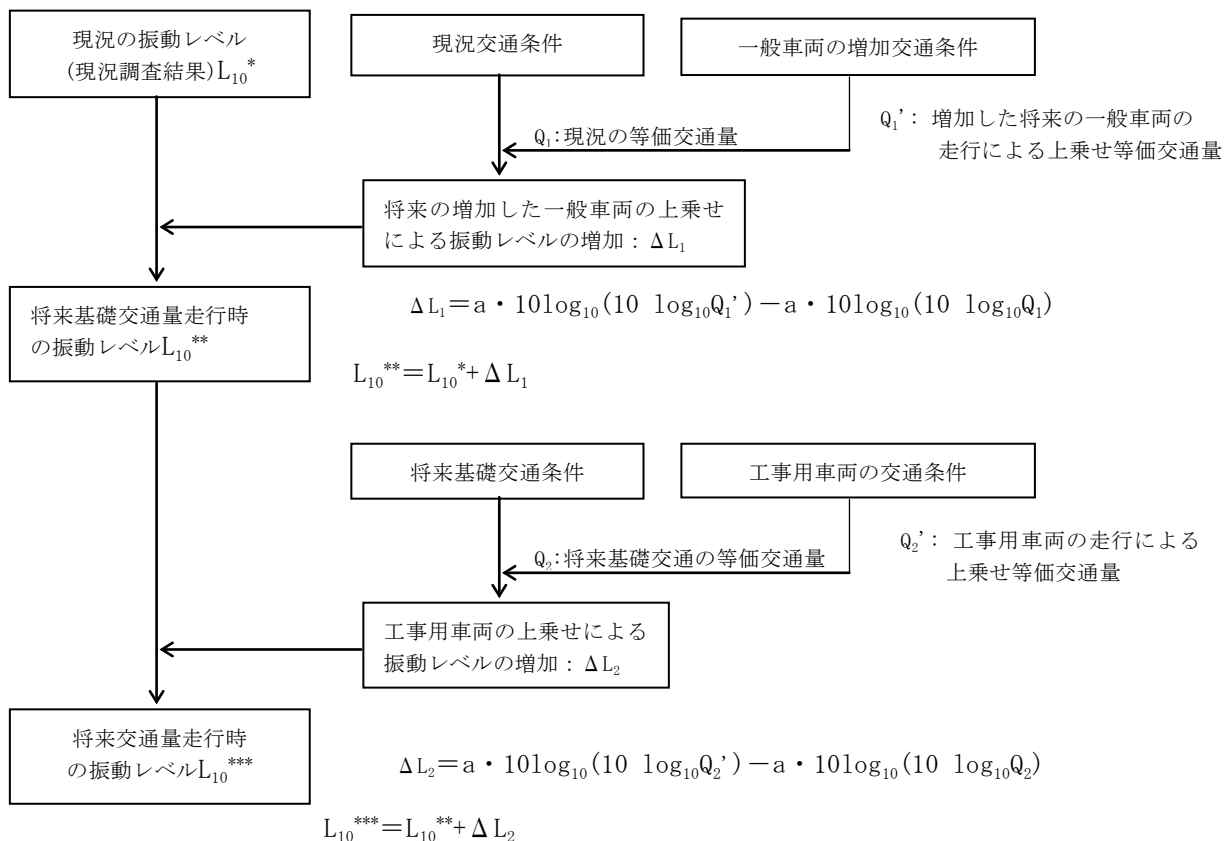 現況の振動レベル
(現況調査結果)L₁₀*
現況交通条件
一般車両の増加交通条件
Q₁:現況の等価交通量
Q₁’: 増加した将来の一般車両の
走行による上乗せ等価交通量
将来の増加した一般車両の上乗せ
による振動レベルの増加:ΔL₁
将来基礎交通量走行時
の振動レベルL₁₀**
ΔL₁=a・10log₁₀(10 log₁₀Q₁’)-a・10log₁₀(10 log₁₀Q₁)
L₁₀**=L₁₀*+ΔL₁
将来基礎交通条件
工事用車両の交通条件
Q₂:将来基礎交通の等価交通量
Q₂’: 工事用車両の走行による
上乗せ等価交通量
工事用車両の上乗せによる
振動レベルの増加:ΔL₂
将来交通量走行時
の振動レベルL₁₀***
ΔL₂=a・10log₁₀(10 log₁₀Q₂’)-a・10log₁₀(10 log₁₀Q₂)
L₁₀***=L₁₀**+ΔL₂